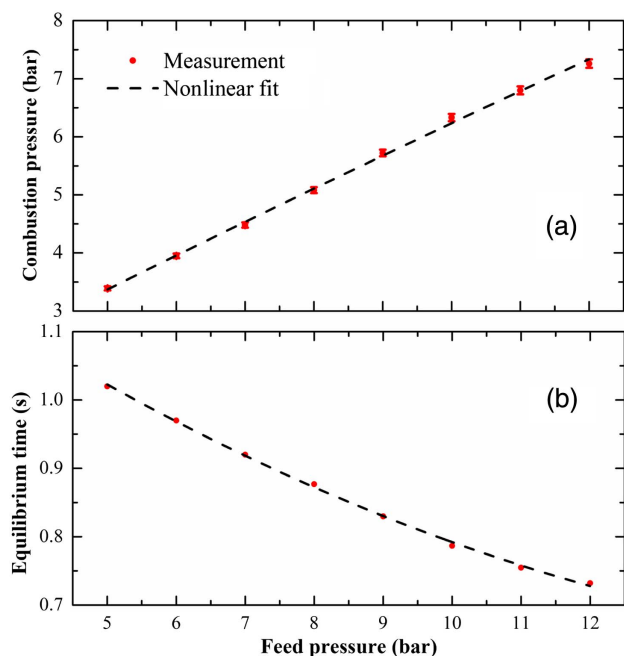 8
7
6
5
4
3
Combustion pressure (bar)
Measurement
Nonlinear fit
(a)
1.1
1.0
0.9
0.8
0.7
Equilibrium time (s)
(b)
5 6 7 8 9 10 11 12
Feed pressure (bar)